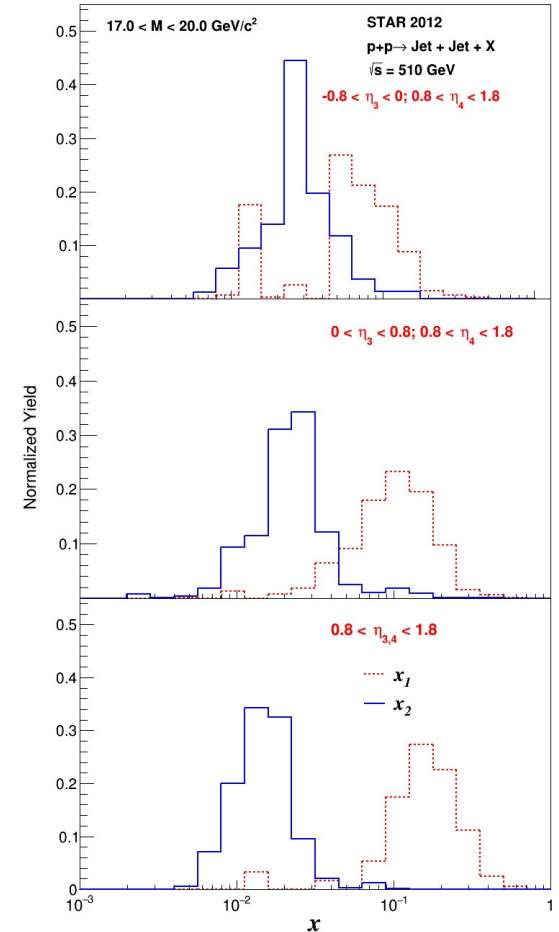 17.0 < M < 20.0 GeV/c²
STAR 2012
p+p→ Jet + Jet + X
√s = 510 GeV
-0.8 < η₃ < 0; 0.8 < η₄ < 1.8
0.5
0.4
0.3
0.2
0.1
0 < η₃ < 0.8; 0.8 < η₄ < 1.8
0.5
0.4
0.3
0.2
0.1
Normalized Yield
0.8 < η₃,₄ < 1.8
x₁
x₂
0.5
0.4
0.3
0.2
0.1
0
10⁻³ 10⁻² 10⁻¹ 1
x